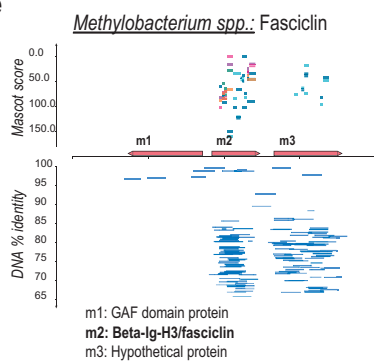 e
Methylobacterium spp.: Fasciclin
Mascot score
0.0
50.0
100.0
150.0
m1 m2 m3
DNA % identity
100
95
90
85
80
75
70
65
m1: GAF domain protein
m2: Beta-Ig-H3/fasciclin
m3: Hypothetical protein